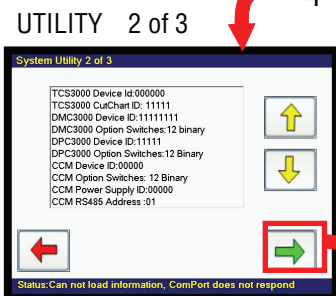 UTILITY 2 of 3
System Utility 2 of 3
TCS3000 Device Id:000000
TCS3000 CutChart ID: 11111
DMC3000 Device ID:11111111
DMC3000 Option Switches:12 binary
DPC3000 Device ID:11111
DPC3000 Option Switches:12 Binary
CCM Device ID:00000
CCM Option Switches: 12 Binary
CCM Power Supply ID:00000
CCM RS485 Address :01
Status:Can not load information, ComPort does not respond